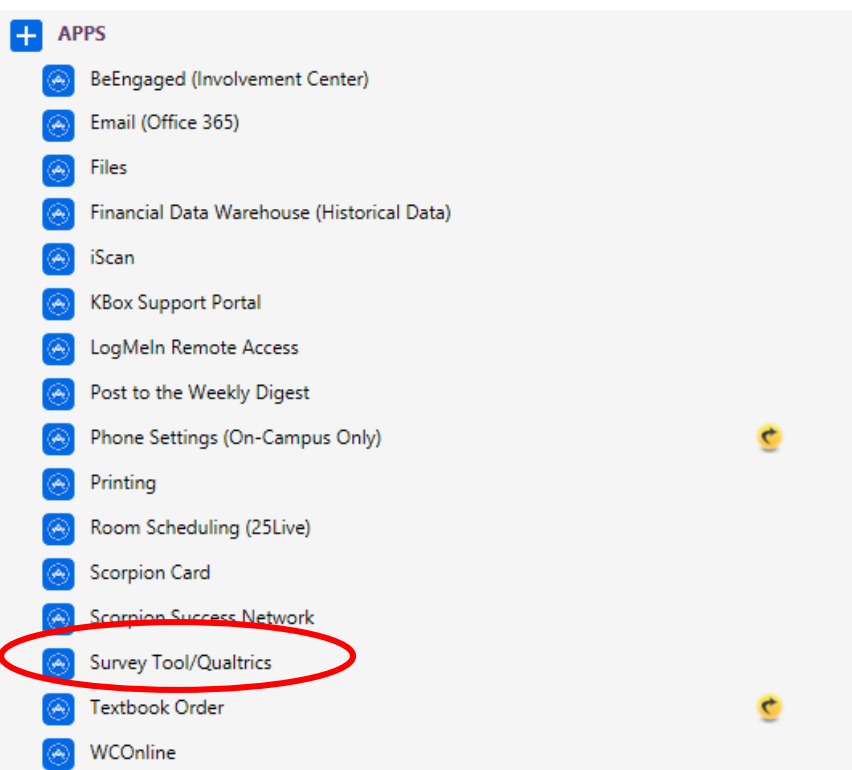 APPS
BeEngaged (Involvement Center)
Email (Office 365)
Files
Financial Data Warehouse (Historical Data)
iScan
KBox Support Portal
LogMeIn Remote Access
Post to the Weekly Digest
Phone Settings (On-Campus Only)
Printing
Room Scheduling (25Live)
Scorpion Card
Scorpion Success Network
Survey Tool/Qualtrics
Textbook Order
WCOnline